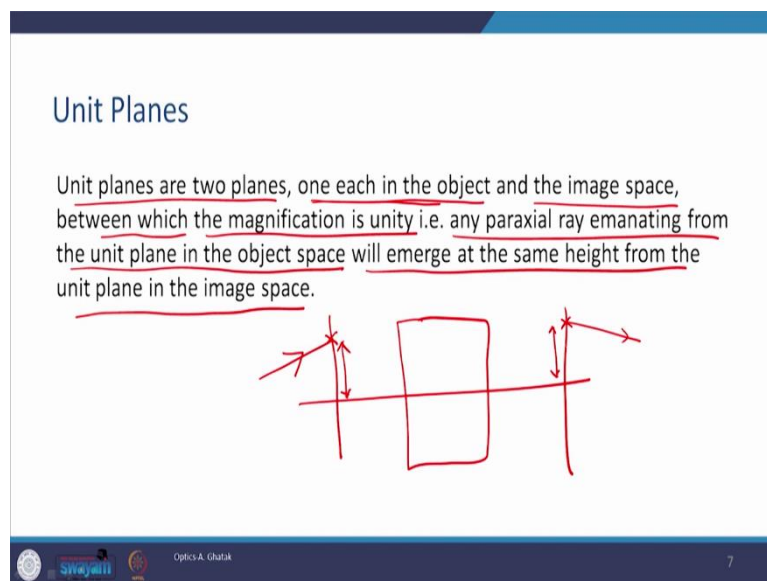 Unit Planes
Unit planes are two planes, one each in the object and the image space,
between which the magnification is unity i.e. any paraxial ray emanating from
the unit plane in the object space will emerge at the same height from the
unit plane in the image space.
swayam
Optics-A. Ghatak
7